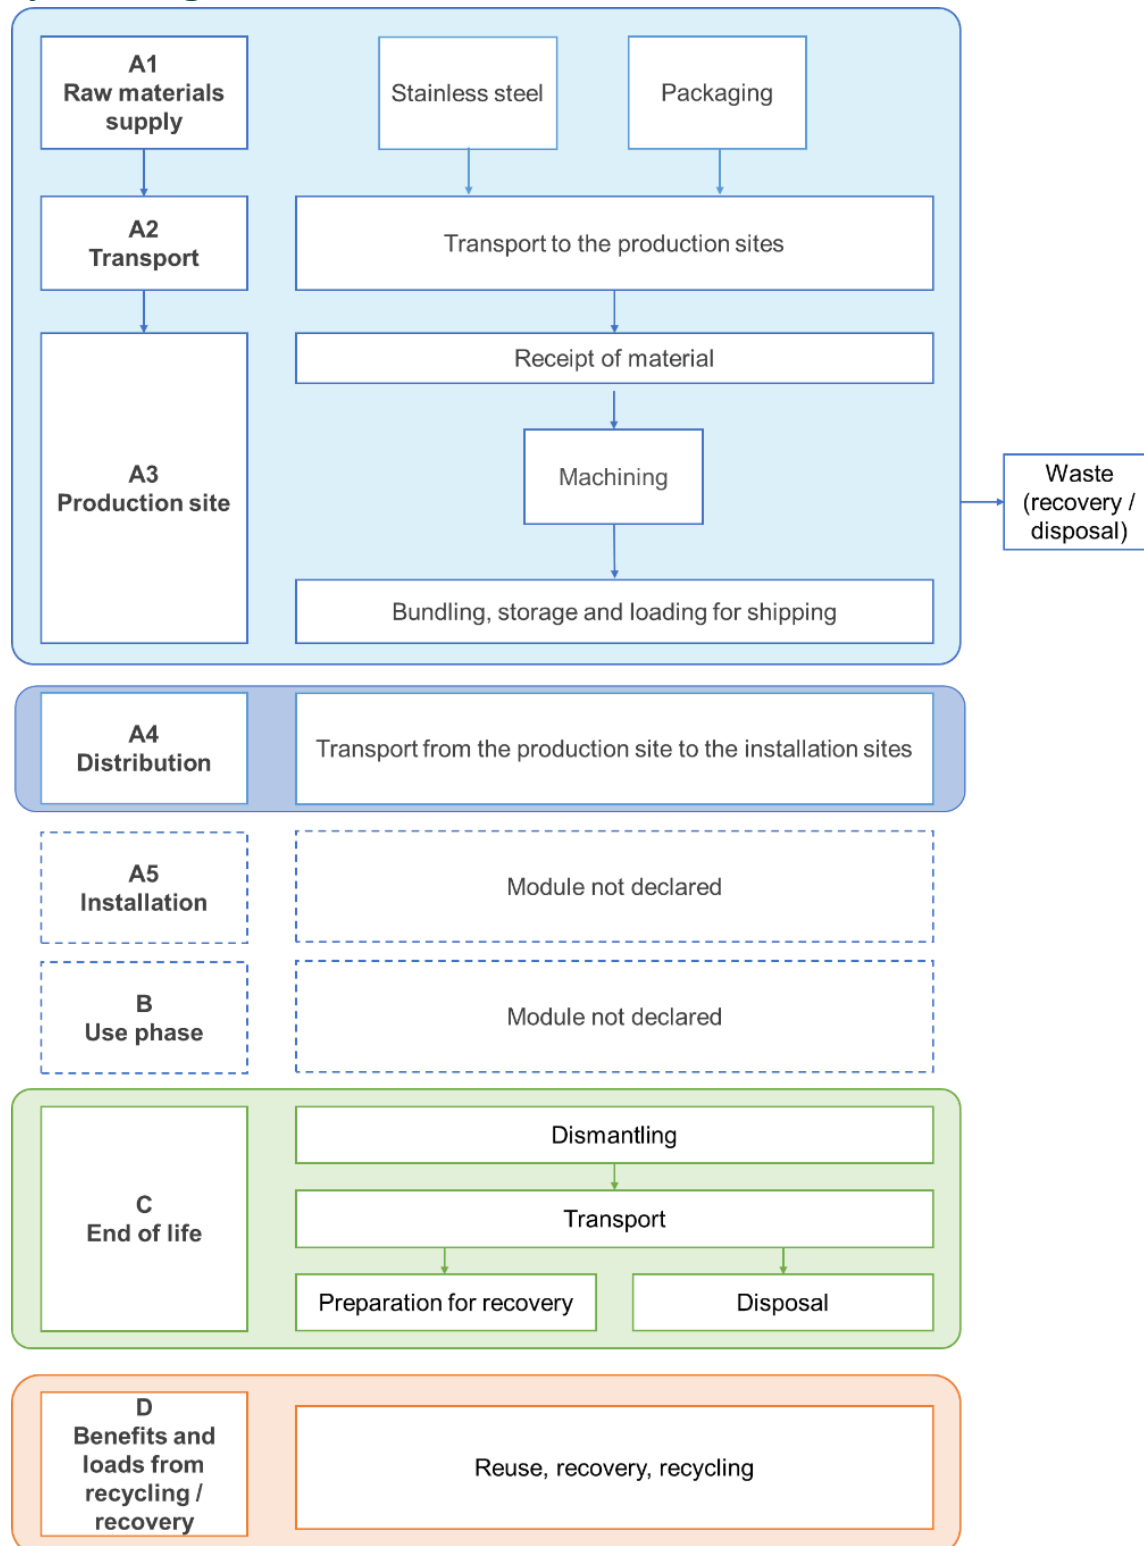 A1
Raw materials
supply
Stainless steel
Packaging
A2
Transport
Transport to the production sites
A3
Production site
Receipt of material
Machining
Bundling, storage and loading for shipping
Waste
(recovery /
disposal)
A4
Distribution
Transport from the production site to the installation sites
A5
Installation
Module not declared
B
Use phase
Module not declared
C
End of life
Dismantling
Transport
Preparation for recovery
Disposal
D
Benefits and
loads from
recycling /
recovery
Reuse, recovery, recycling